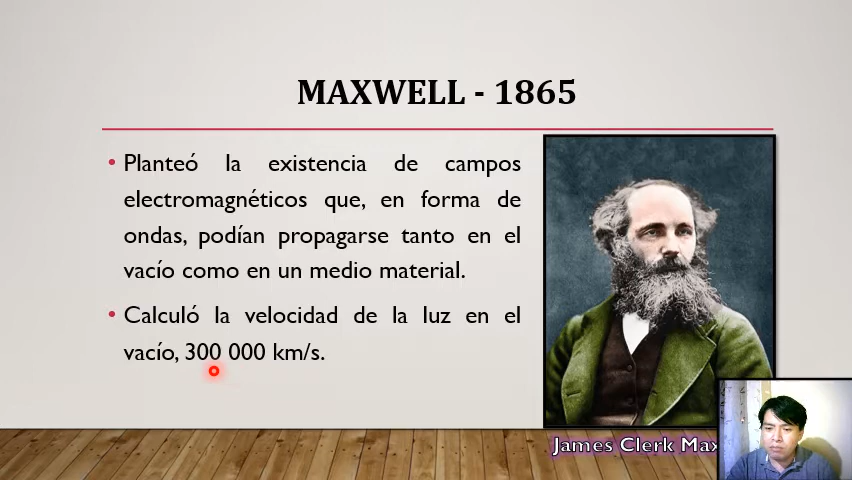 MAXWELL - 1865
• Planteó la existencia de campos
electromagnéticos que, en forma de
ondas, podían propagarse tanto en el
vacío como en un medio material.
• Calculó la velocidad de la luz en el
vacío, 300 000 km/s.
James Clerk Max